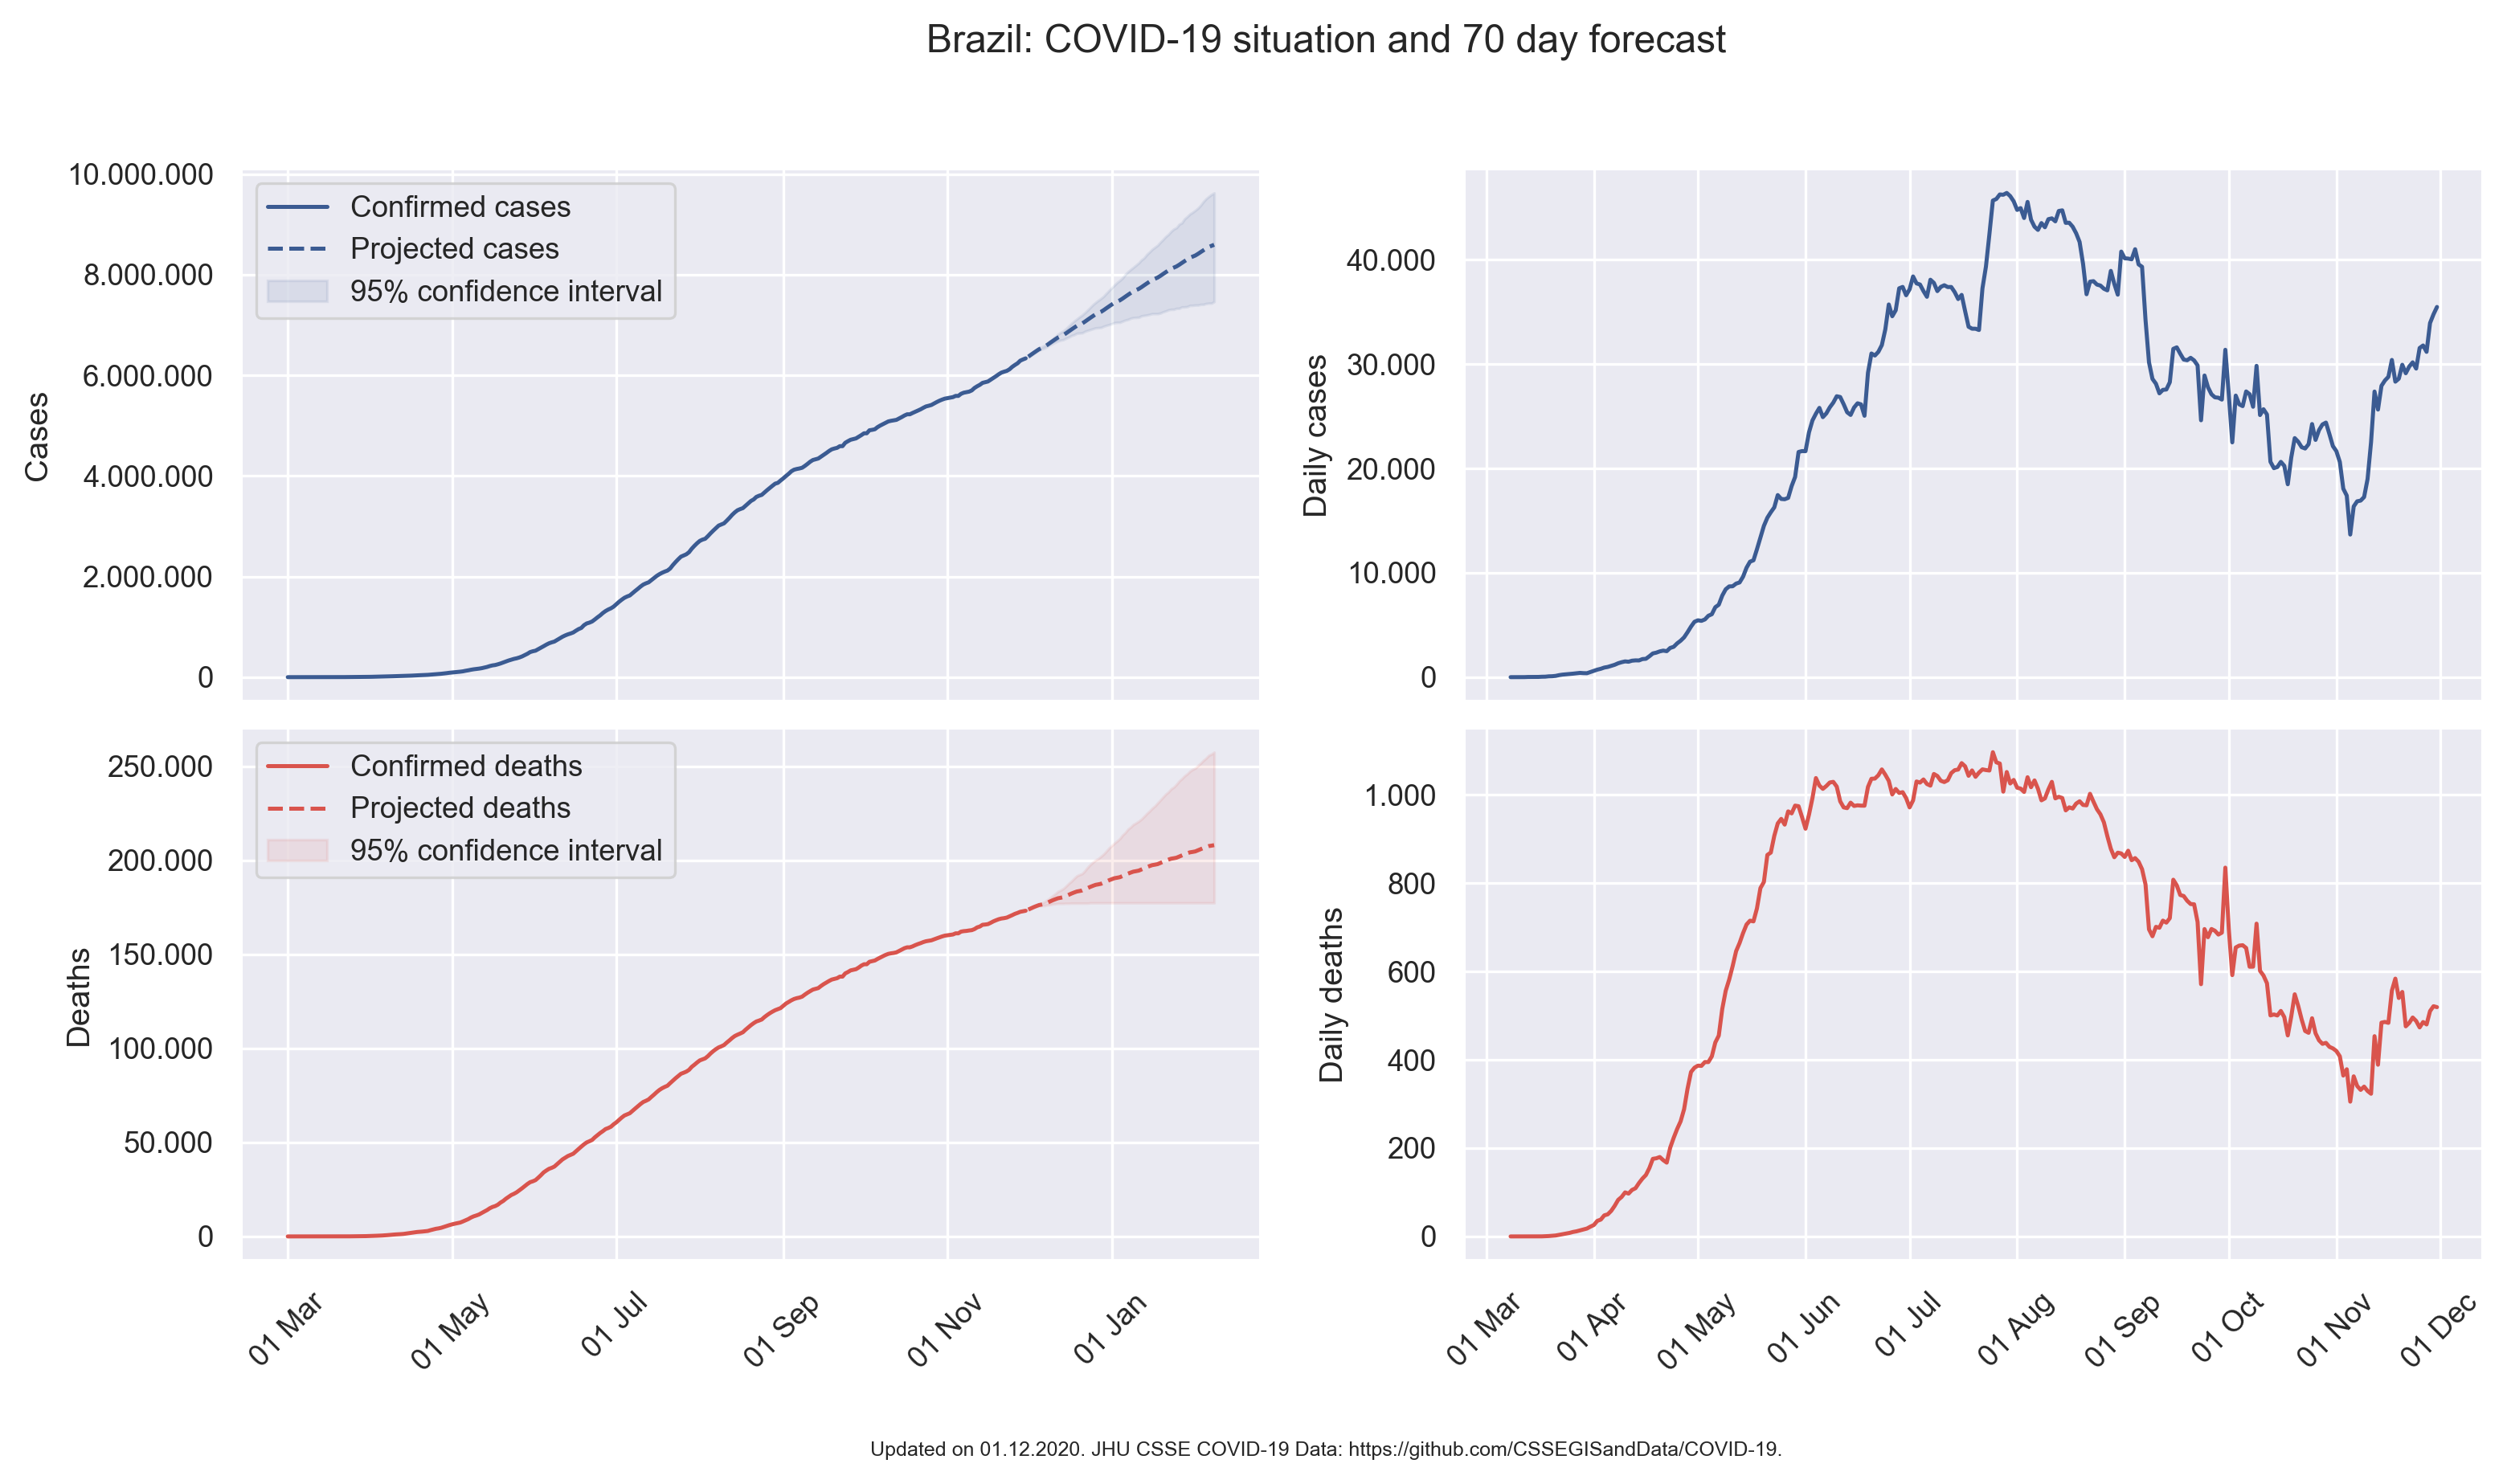 Brazil: COVID-19 situation and 70 day forecast
Cases
10.000.000
8.000.000
6.000.000
4.000.000
2.000.000
0
Confirmed cases
Projected cases
95% confidence interval
Daily cases
40.000
30.000
20.000
10.000
0
Deaths
250.000
200.000
150.000
100.000
50.000
0
Confirmed deaths
Projected deaths
95% confidence interval
01 Mar
01 May
01 Jul
01 Sep
01 Nov
01 Jan
Daily deaths
1.000
800
600
400
200
0
01 Mar
01 Apr
01 May
01 Jun
01 Jul
01 Aug
01 Sep
01 Oct
01 Nov
01 Dec
Updated on 01.12.2020. JHU CSSE COVID-19 Data: https://github.com/CSSEGISandData/COVID-19.